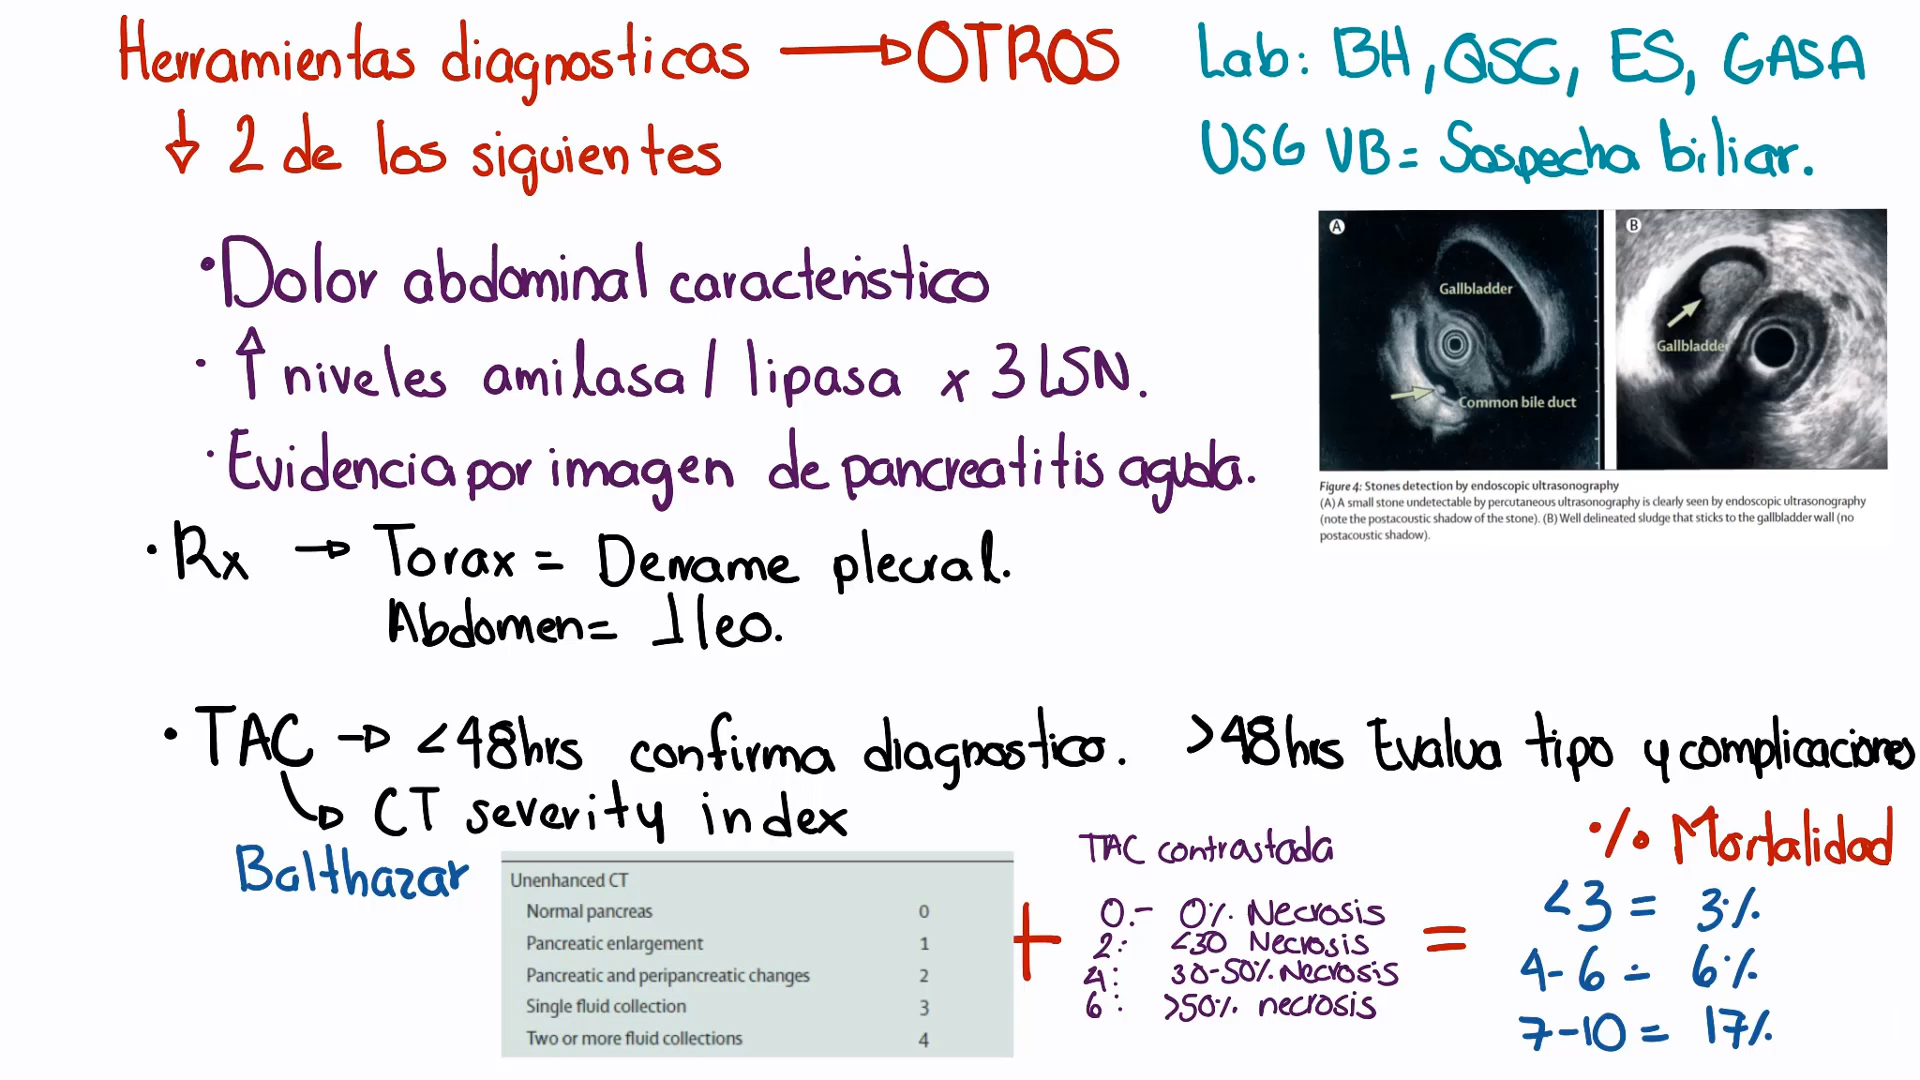 Herramientas diagnosticas → OTROS
↓ 2 de los siguientes
• Dolor abdominal característico
• ↑ niveles amilasa / lipasa x 3 LSN.
• Evidencia por imagen de pancreatitis aguda.
• Rx → Torax = Derrame pleural.
Abdomen = Ileo.
Lab: BH, QSC, ES, GASA
USG VB = Sospecha biliar.
A
Gallbladder
Common bile duct
B
Gallbladder
Figure 4: Stones detection by endoscopic ultrasonography
(A) A small stone undetectable by percutaneous ultrasonography is clearly seen by endoscopic ultrasonography
(note the postacoustic shadow of the stone). (B) Well delineated sludge that sticks to the gallbladder wall (no
postacoustic shadow).
• TAC → <48hrs confirma diagnostico. >48hrs Evalua tipo y complicaciones
→ CT severity index
Balthazar
Unenhanced CT
Normal pancreas 0
Pancreatic enlargement 1
Pancreatic and peripancreatic changes 2
Single fluid collection 3
Two or more fluid collections 4
+
TAC contrastada
0.- 0% Necrosis
2: <30 Necrosis
4: 30-50% Necrosis
6: >50% necrosis
=
% Mortalidad
<3 = 3%
4-6 = 6%
7-10 = 17%